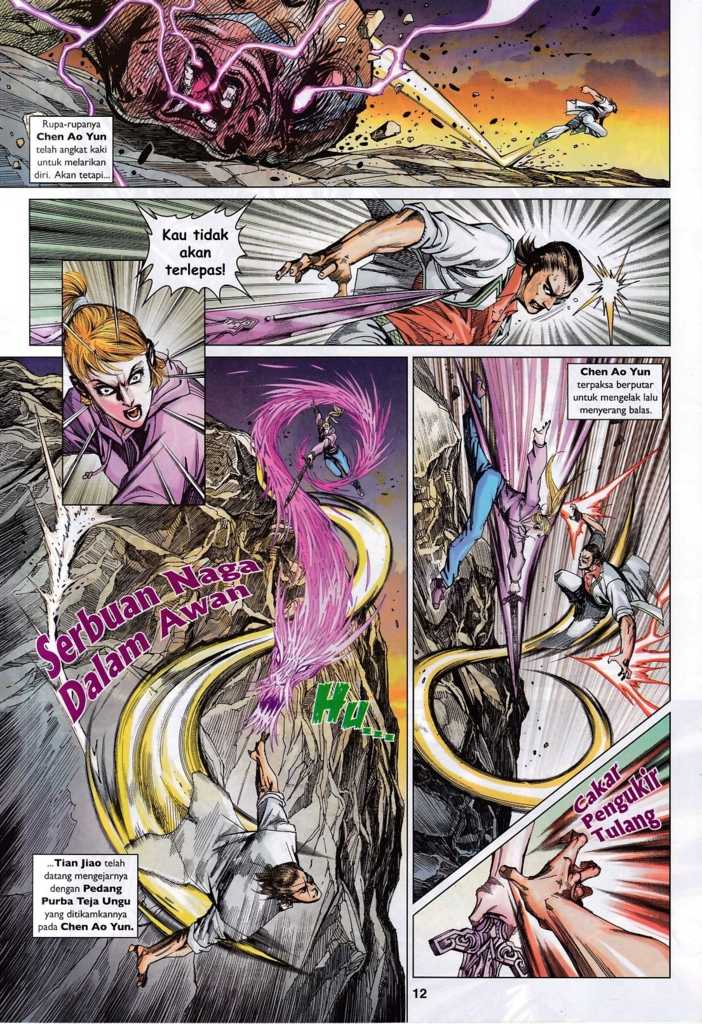 Rupa-rupanya
Chen Ao Yun
telah angkat kaki
untuk melarikan
diri. Akan tetapi...
Kau tidak
akan
terlepas!
Serbuan Naga
Dalam Awan
Hu...
...Tian Jiao telah
datang mengejarnya
dengan Pedang
Purba Teja Ungu
yang ditikamkannya
pada Chen Ao Yun.
Chen Ao Yun
terpaksa berputar
untuk mengelak lalu
menyerang balas.
Cakar
Pengukir
Tulang
12